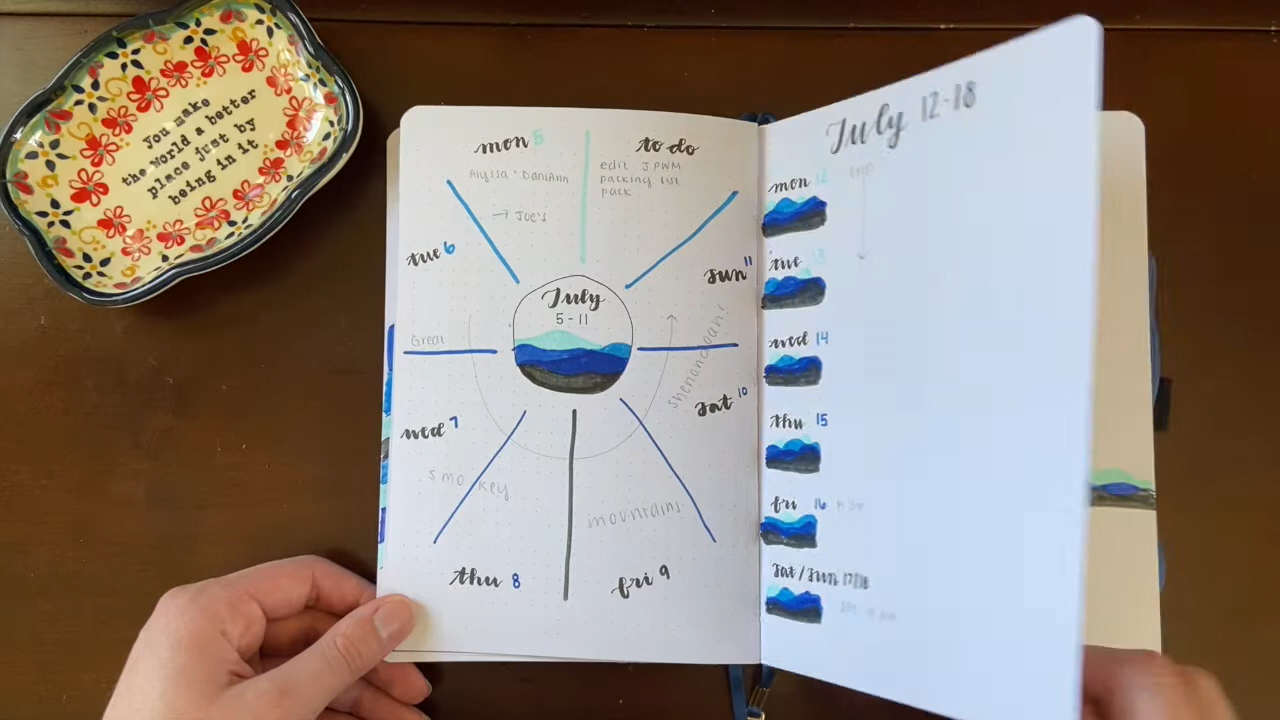 You make
the world a better
place just by
being in it
mon 5
Alyssa + DaniAnn
→ Joe's
to do
edit JPWM
packing list
pack
tue 6
Great
sun 11
July
5-11
shenandoah!
sat 10
wed 7
smokey
mountains
thu 8
fri 9
July 12-18
mon 12
trip
tue 13
wed 14
thu 15
fri 16
sat/sun 17/18